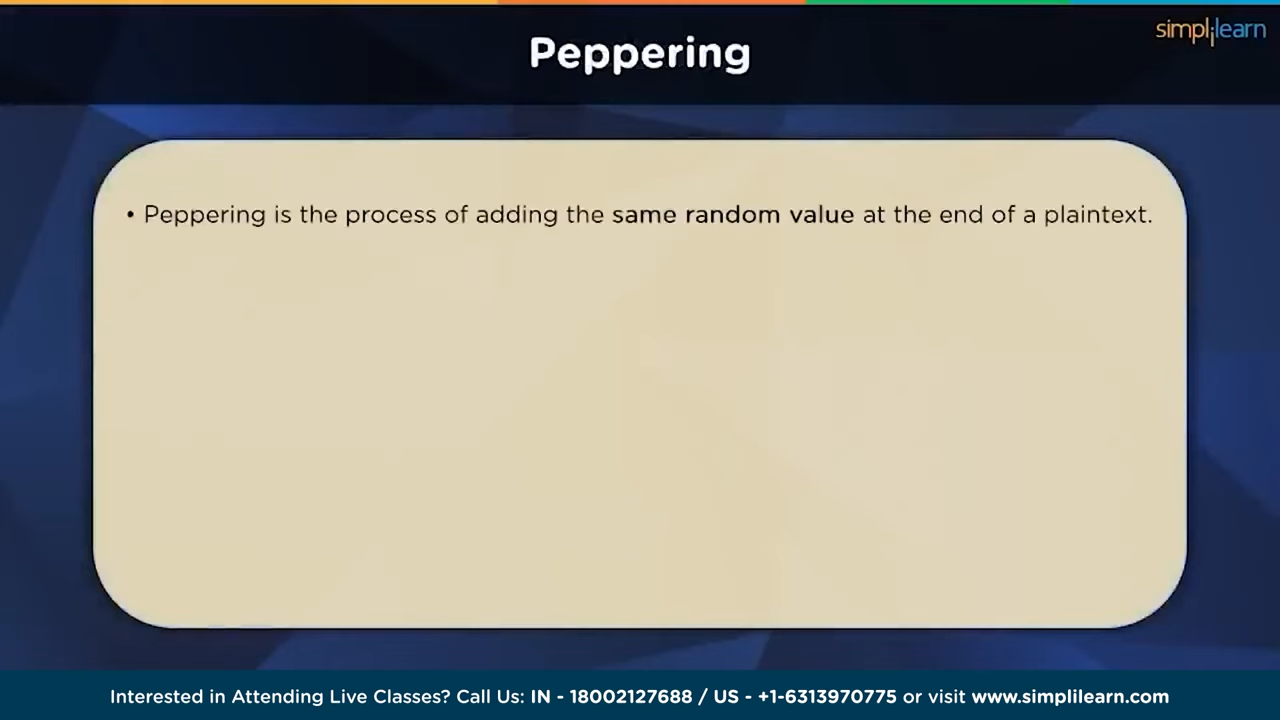 simplilearn
Peppering
• Peppering is the process of adding the same random value at the end of a plaintext.
Interested in Attending Live Classes? Call Us: IN - 18002127688 / US - +1-6313970775 or visit www.simplilearn.com